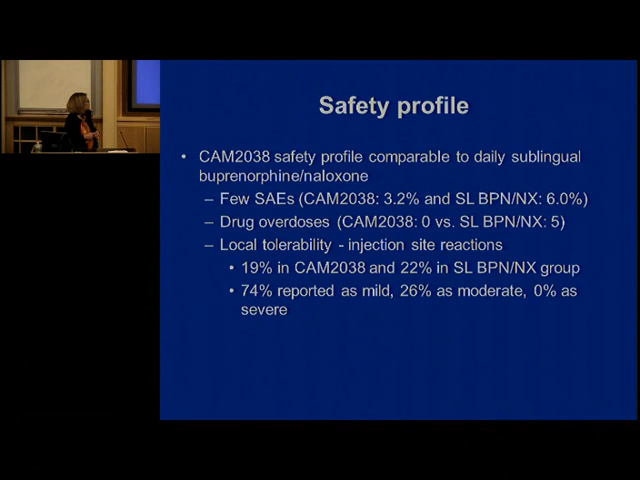 Safety profile
• CAM2038 safety profile comparable to daily sublingual
buprenorphine/naloxone
– Few SAEs (CAM2038: 3.2% and SL BPN/NX: 6.0%)
– Drug overdoses (CAM2038: 0 vs. SL BPN/NX: 5)
– Local tolerability - injection site reactions
• 19% in CAM2038 and 22% in SL BPN/NX group
• 74% reported as mild, 26% as moderate, 0% as
severe